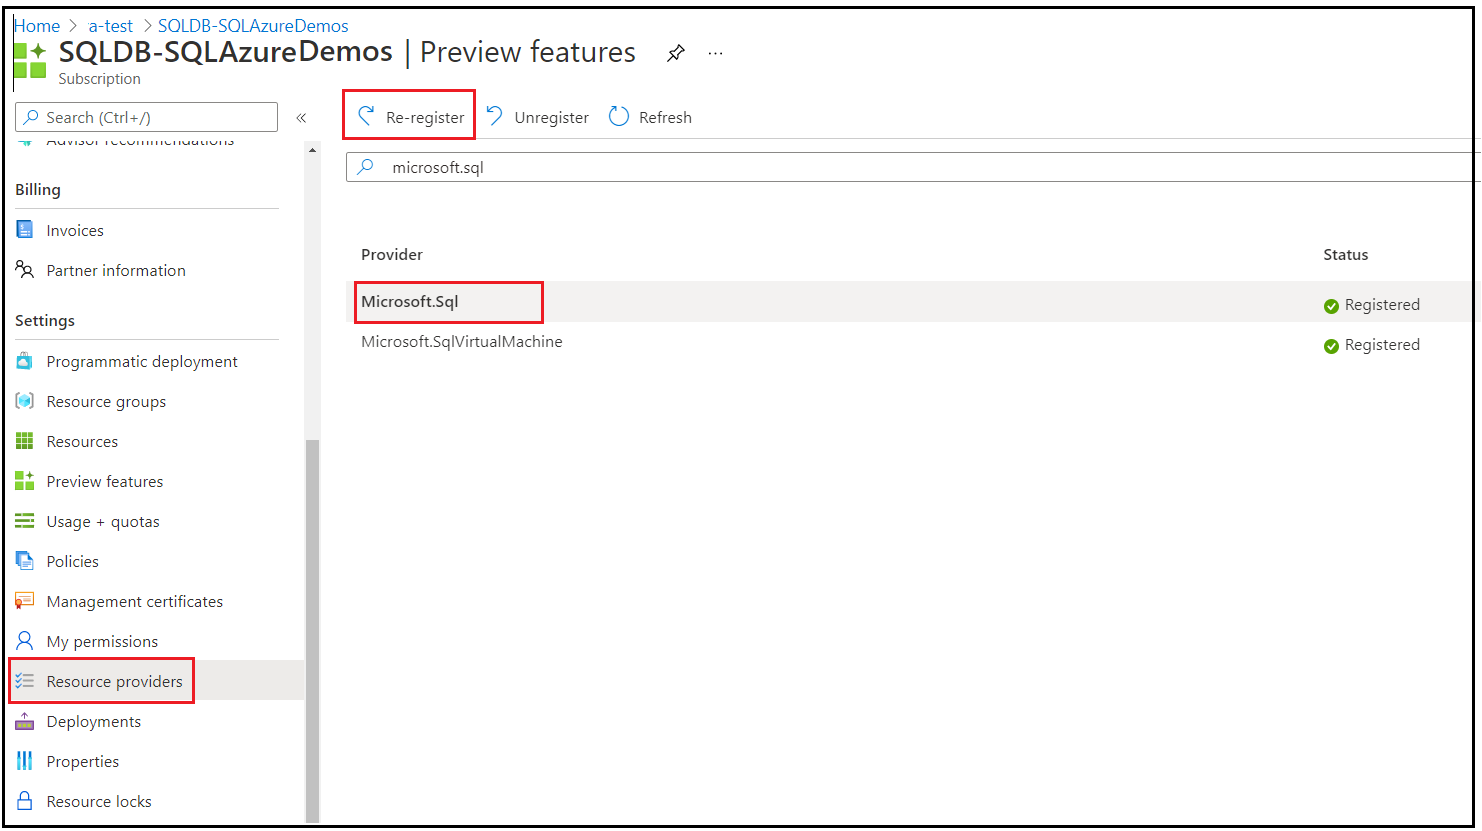 Home > a-test > SQLDB-SQLAzureDemos
SQLDB-SQLAzureDemos | Preview features ...
Subscription
Search (Ctrl+/) «
Advisor recommendations
Billing
Invoices
Partner information
Settings
Programmatic deployment
Resource groups
Resources
Preview features
Usage + quotas
Policies
Management certificates
My permissions
Resource providers
Deployments
Properties
Resource locks
Re-register Unregister Refresh
microsoft.sql
Provider Status
Microsoft.Sql Registered
Microsoft.SqlVirtualMachine Registered